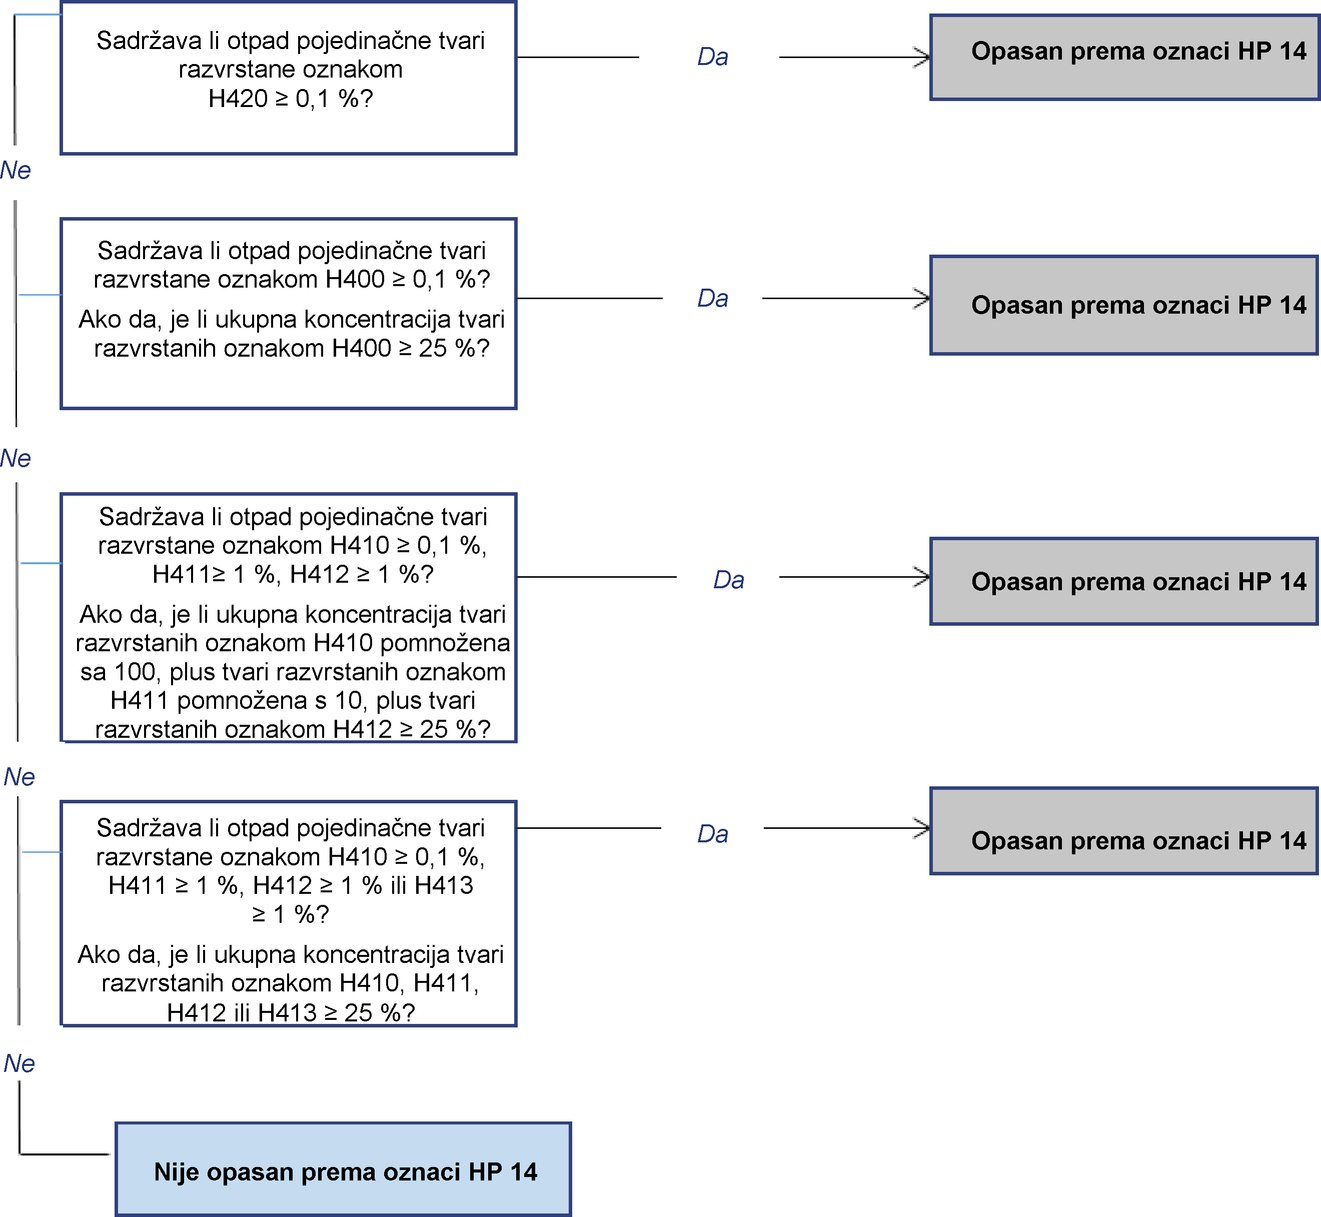 Sadržava li otpad pojedinačne tvari
razvrstane oznakom
H420 ≥ 0,1 %?
Da
Opasan prema oznaci HP 14
Ne
Sadržava li otpad pojedinačne tvari
razvrstane oznakom H400 ≥ 0,1 %?
Ako da, je li ukupna koncentracija tvari
razvrstanih oznakom H400 ≥ 25 %?
Da
Opasan prema oznaci HP 14
Ne
Sadržava li otpad pojedinačne tvari
razvrstane oznakom H410 ≥ 0,1 %,
H411≥ 1 %, H412 ≥ 1 %?
Ako da, je li ukupna koncentracija tvari
razvrstanih oznakom H410 pomnožena
sa 100, plus tvari razvrstanih oznakom
H411 pomnožena s 10, plus tvari
razvrstanih oznakom H412 ≥ 25 %?
Da
Opasan prema oznaci HP 14
Ne
Sadržava li otpad pojedinačne tvari
razvrstane oznakom H410 ≥ 0,1 %,
H411 ≥ 1 %, H412 ≥ 1 % ili H413
≥ 1 %?
Ako da, je li ukupna koncentracija tvari
razvrstanih oznakom H410, H411,
H412 ili H413 ≥ 25 %?
Da
Opasan prema oznaci HP 14
Ne
Nije opasan prema oznaci HP 14